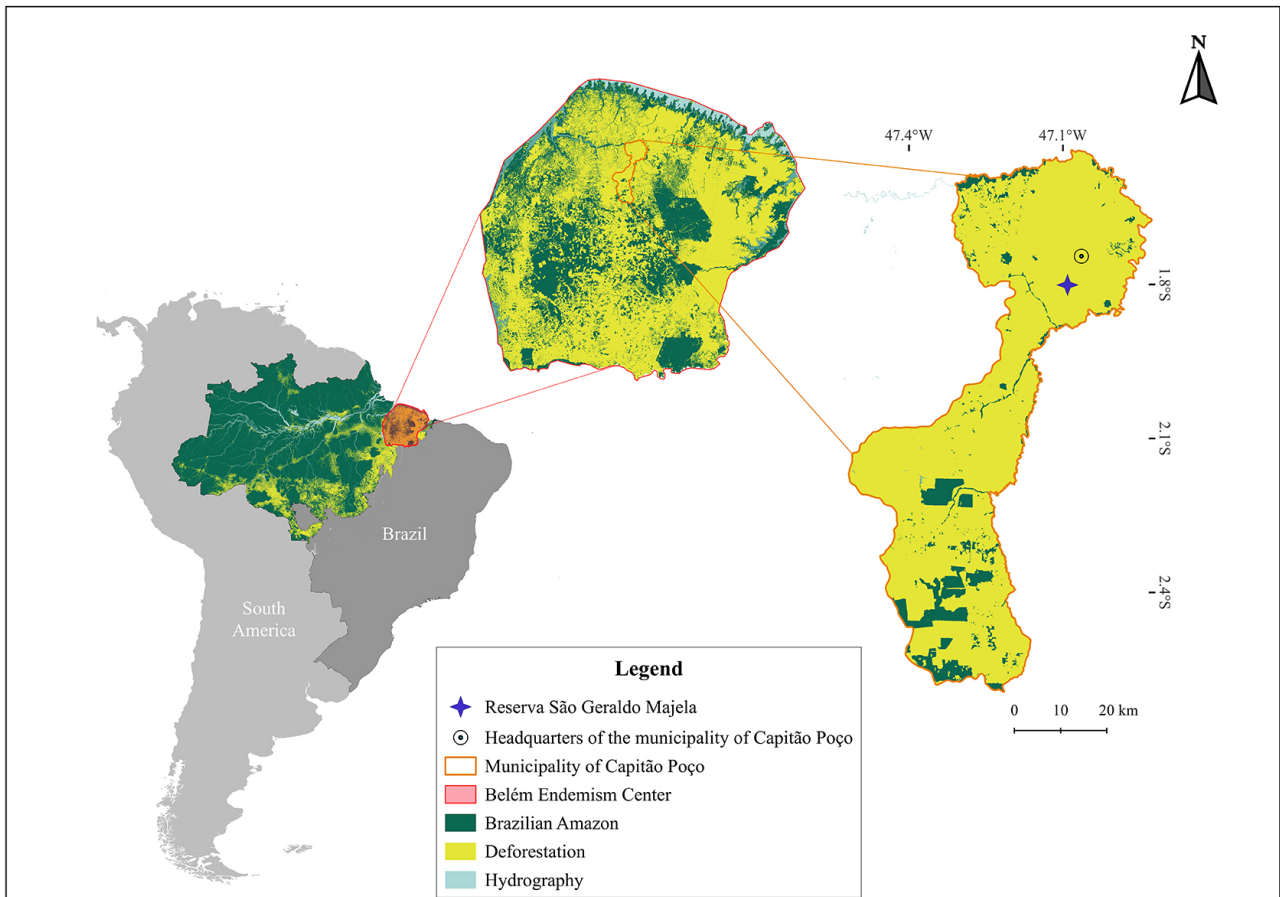 N
47.4°W
47.1°W
1.8°S
2.1°S
2.4°S
Brazil
South
America
0 10 20 km
Legend
Reserva São Geraldo Majela
Headquarters of the municipality of Capitão Poço
Municipality of Capitão Poço
Belém Endemism Center
Brazilian Amazon
Deforestation
Hydrography